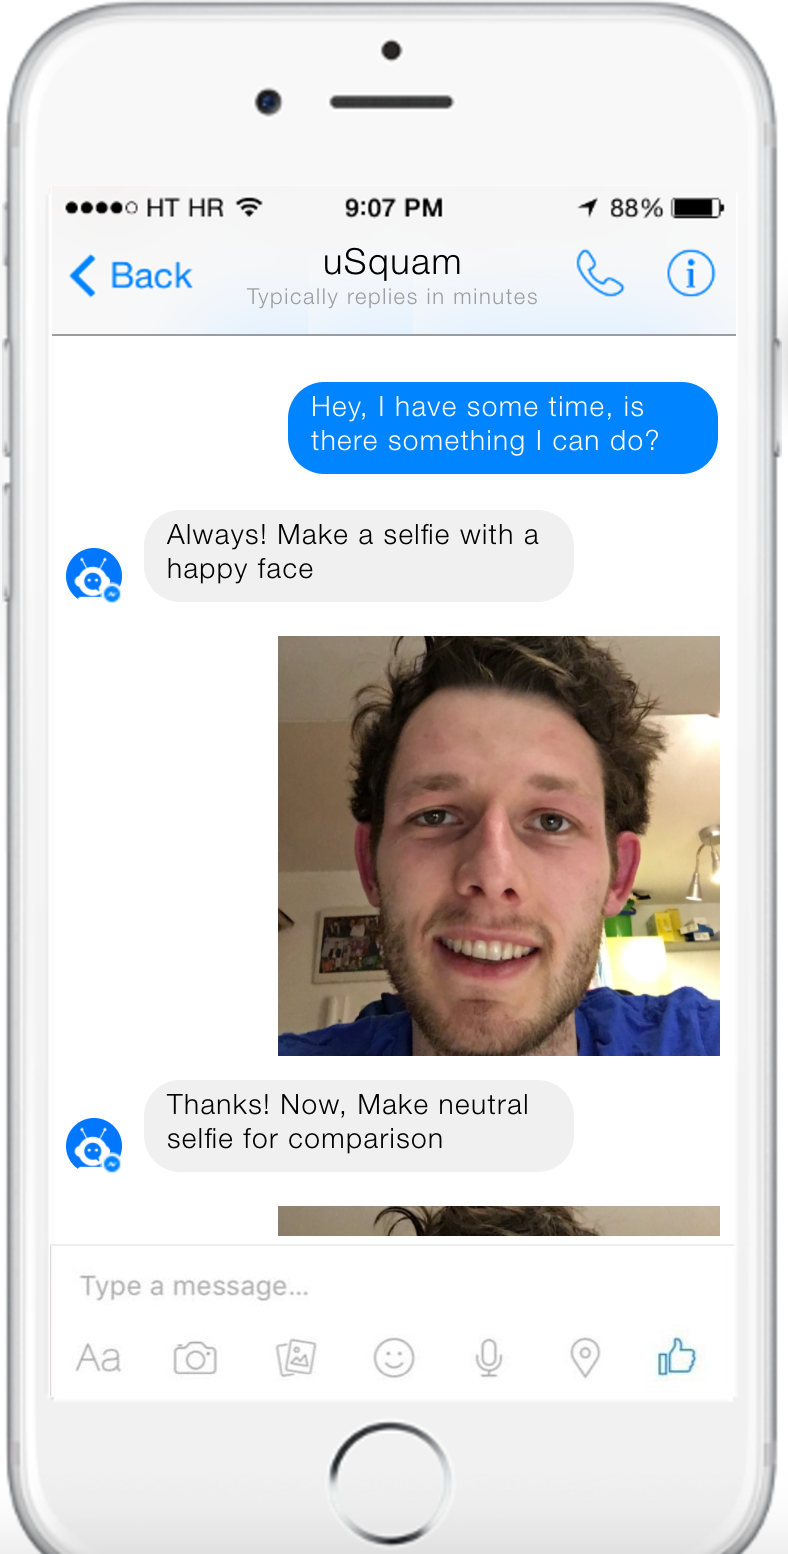 HT HR 9:07 PM 88%
Back
uSquam
Typically replies in minutes
Hey, I have some time, is
there something I can do?
Always! Make a selfie with a
happy face
Thanks! Now, Make neutral
selfie for comparison
Type a message...
Aa